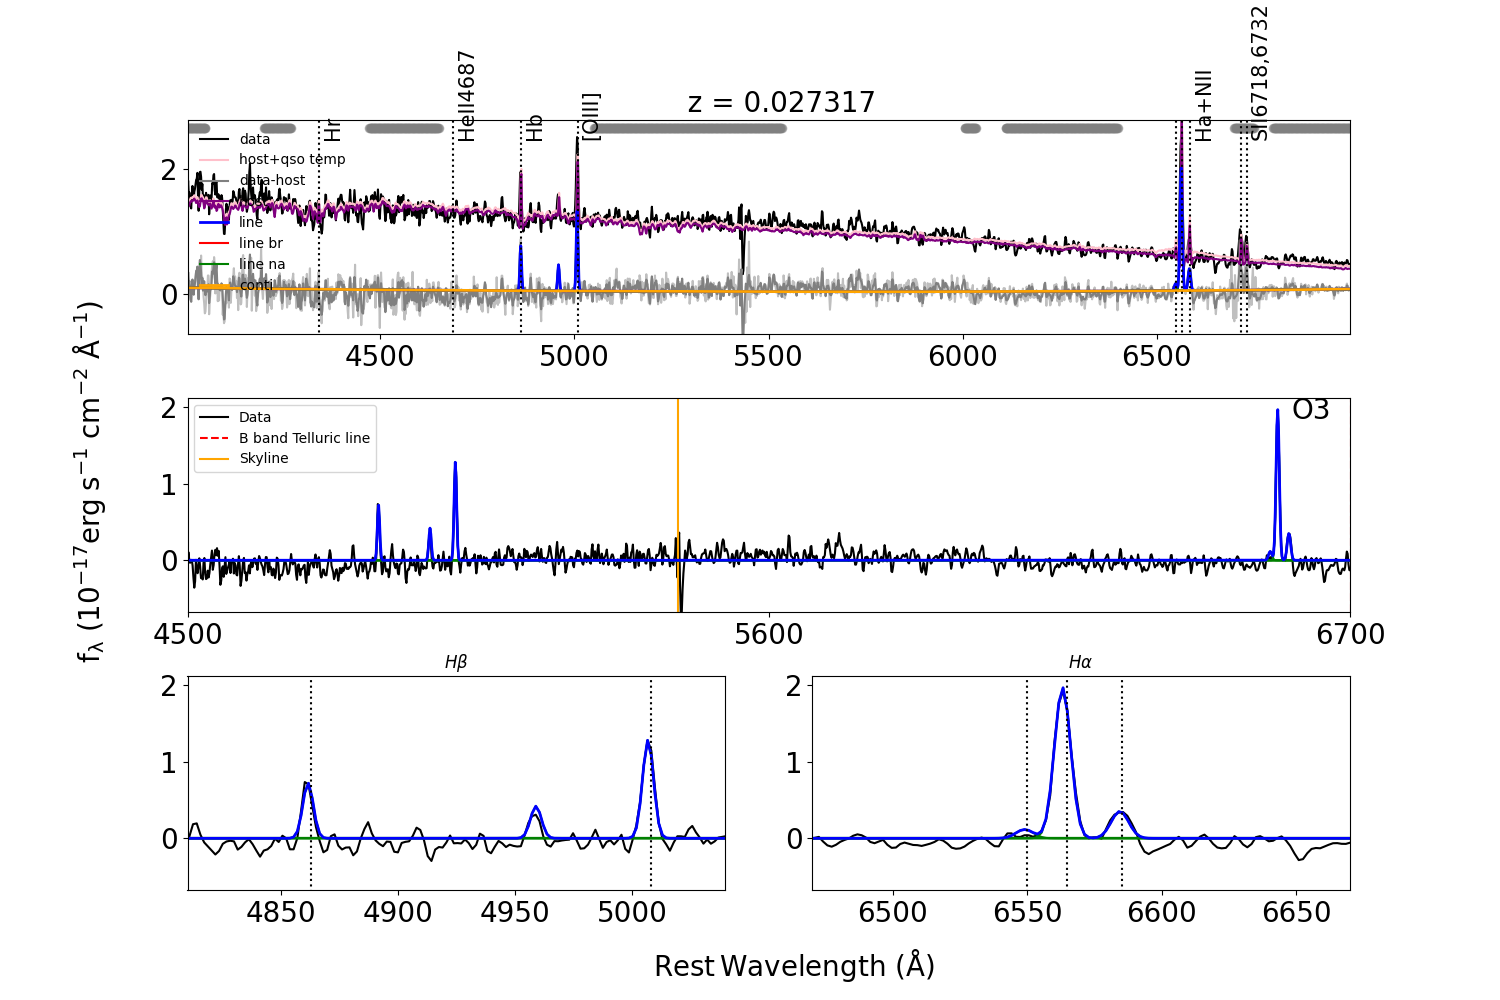 z = 0.027317
Hr
HeII4687
Hb
[OIII]
Ha+NII
SII6718,6732
data
host+qso temp
data-host
line
line br
line na
conti
2
0
4500 5000 5500 6000 6500
fλ (10−17erg s−1 cm−2 Å−1)
Data
B band Telluric line
Skyline
O3
2
1
0
4500 5600 6700
Hβ
2
1
0
4850 4900 4950 5000
Hα
2
1
0
6500 6550 6600 6650
Rest Wavelength (Å)